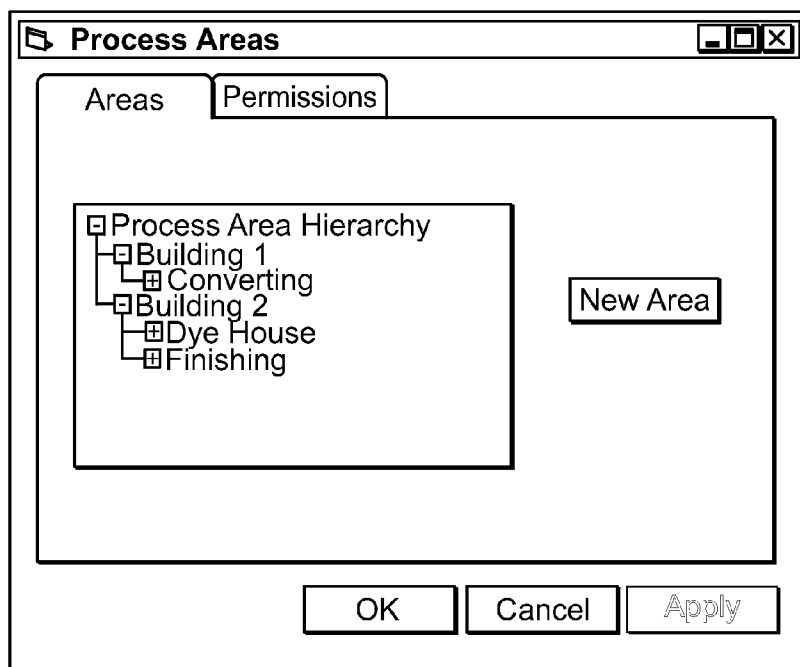 Process Areas
Areas
Permissions
Process Area Hierarchy
Building 1
Converting
Building 2
Dye House
Finishing
New Area
OK
Cancel
Apply